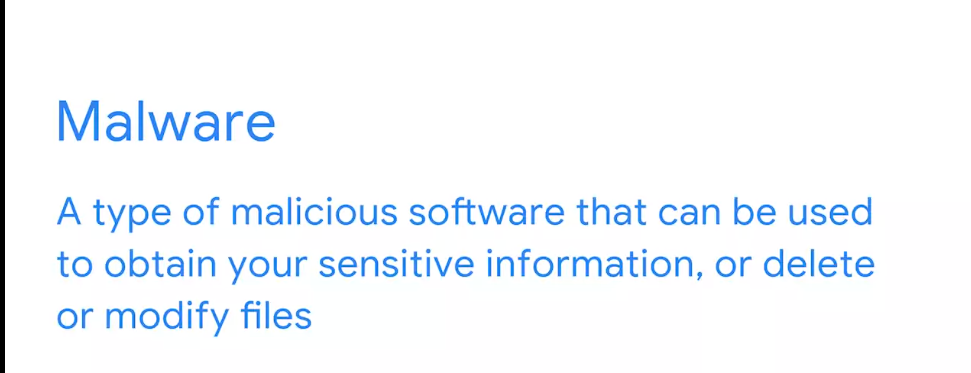 Malware
A type of malicious software that can be used
to obtain your sensitive information, or delete
or modify files